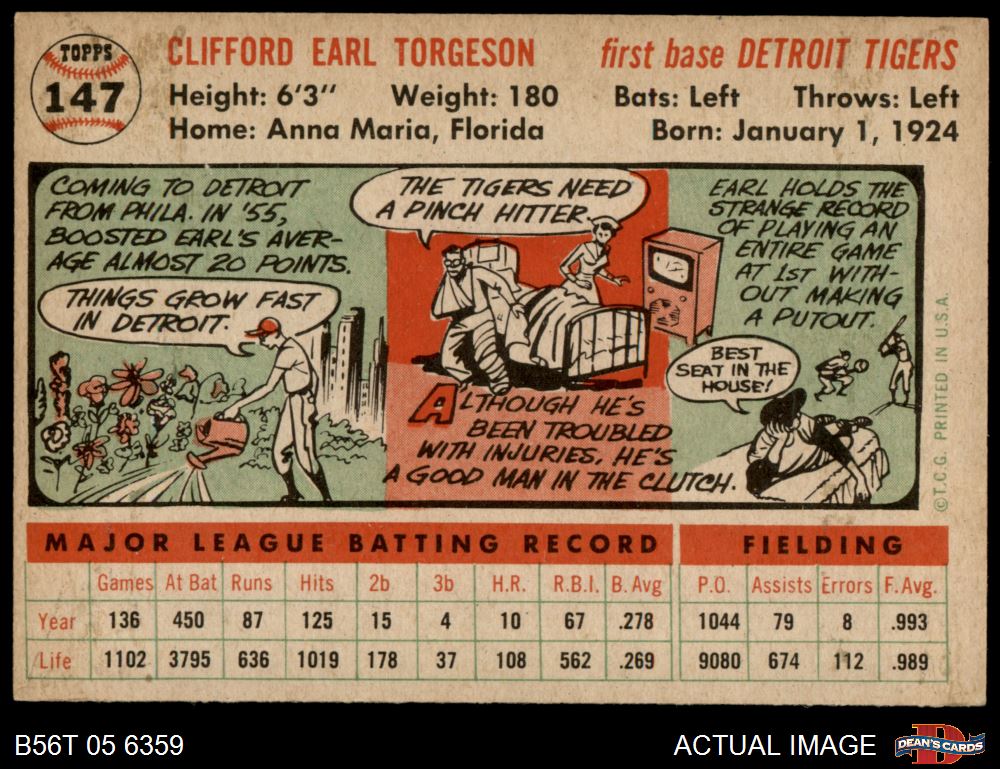 TOPPS
147
CLIFFORD EARL TORGESON first base DETROIT TIGERS
Height: 6'3" Weight: 180 Bats: Left Throws: Left
Home: Anna Maria, Florida Born: January 1, 1924
COMING TO DETROIT
FROM PHILA. IN '55,
BOOSTED EARL'S AVER-
AGE ALMOST 20 POINTS.
THINGS GROW FAST
IN DETROIT.
THE TIGERS NEED
A PINCH HITTER.
ALTHOUGH HE'S
BEEN TROUBLED
WITH INJURIES, HE'S
A GOOD MAN IN THE CLUTCH.
EARL HOLDS THE
STRANGE RECORD
OF PLAYING AN
ENTIRE GAME
AT 1ST WITH-
OUT MAKING
A PUTOUT.
BEST
SEAT IN THE
HOUSE!
© T.C.G. PRINTED IN U.S.A.
MAJOR LEAGUE BATTING RECORD FIELDING
Games At Bat Runs Hits 2b 3b H.R. R.B.I. B. Avg P.O. Assists Errors F. Avg.
Year 136 450 87 125 15 4 10 67 .278 1044 79 8 .993
Life 1102 3795 636 1019 178 37 108 562 .269 9080 674 112 .989
B56T 05 6359 ACTUAL IMAGE D DEAN'S CARDS